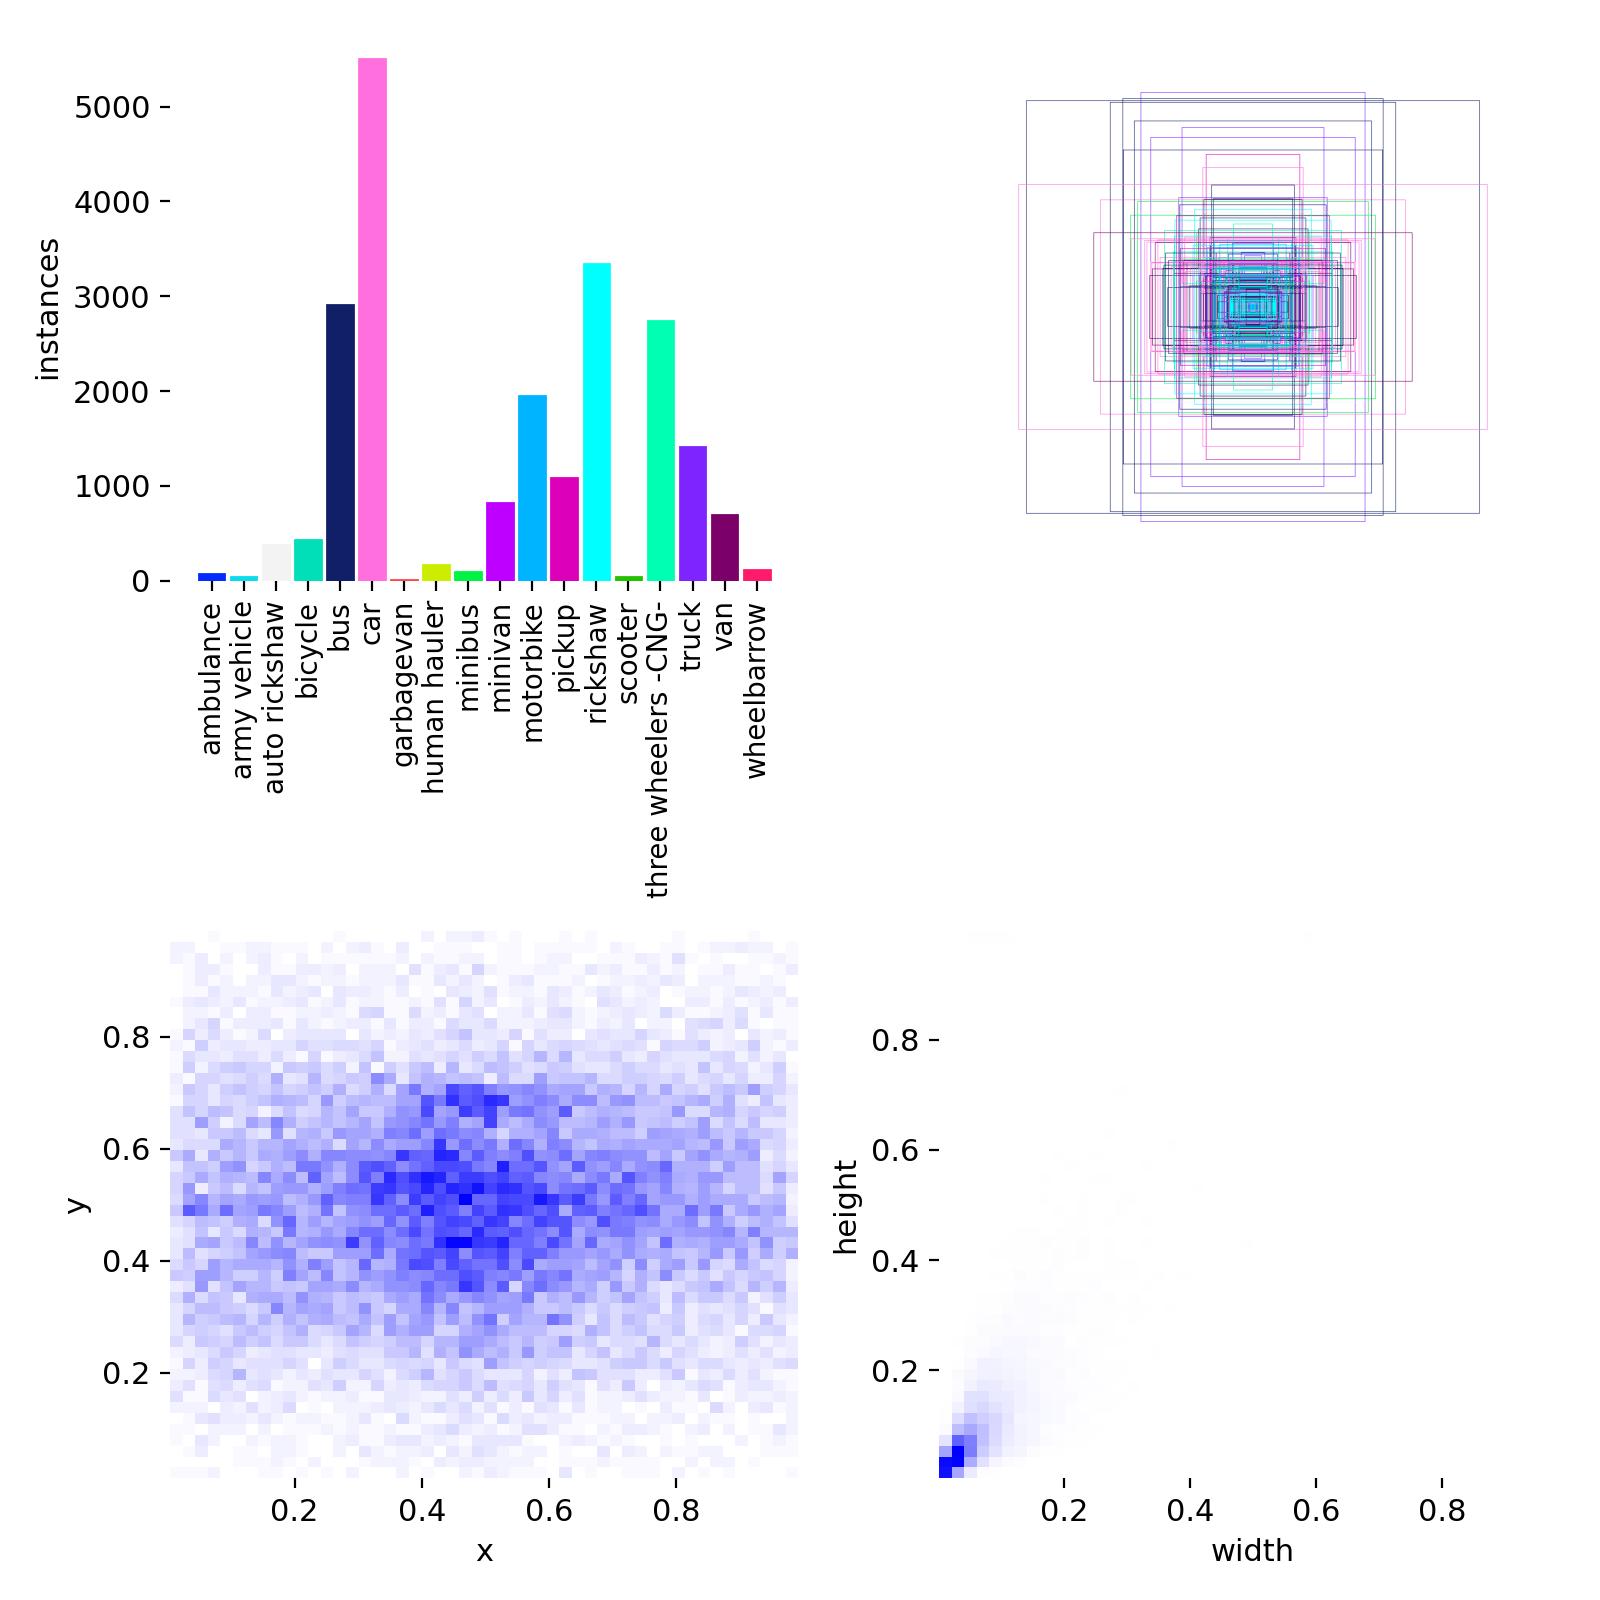 instances
5000
4000
3000
2000
1000
0
ambulance
army vehicle
auto rickshaw
bicycle
bus
car
garbagevan
human hauler
minibus
minivan
motorbike
pickup
rickshaw
scooter
three wheelers -CNG-
truck
van
wheelbarrow
y
0.8
0.6
0.4
0.2
0.2
0.4
0.6
0.8
x
height
0.8
0.6
0.4
0.2
0.2
0.4
0.6
0.8
width